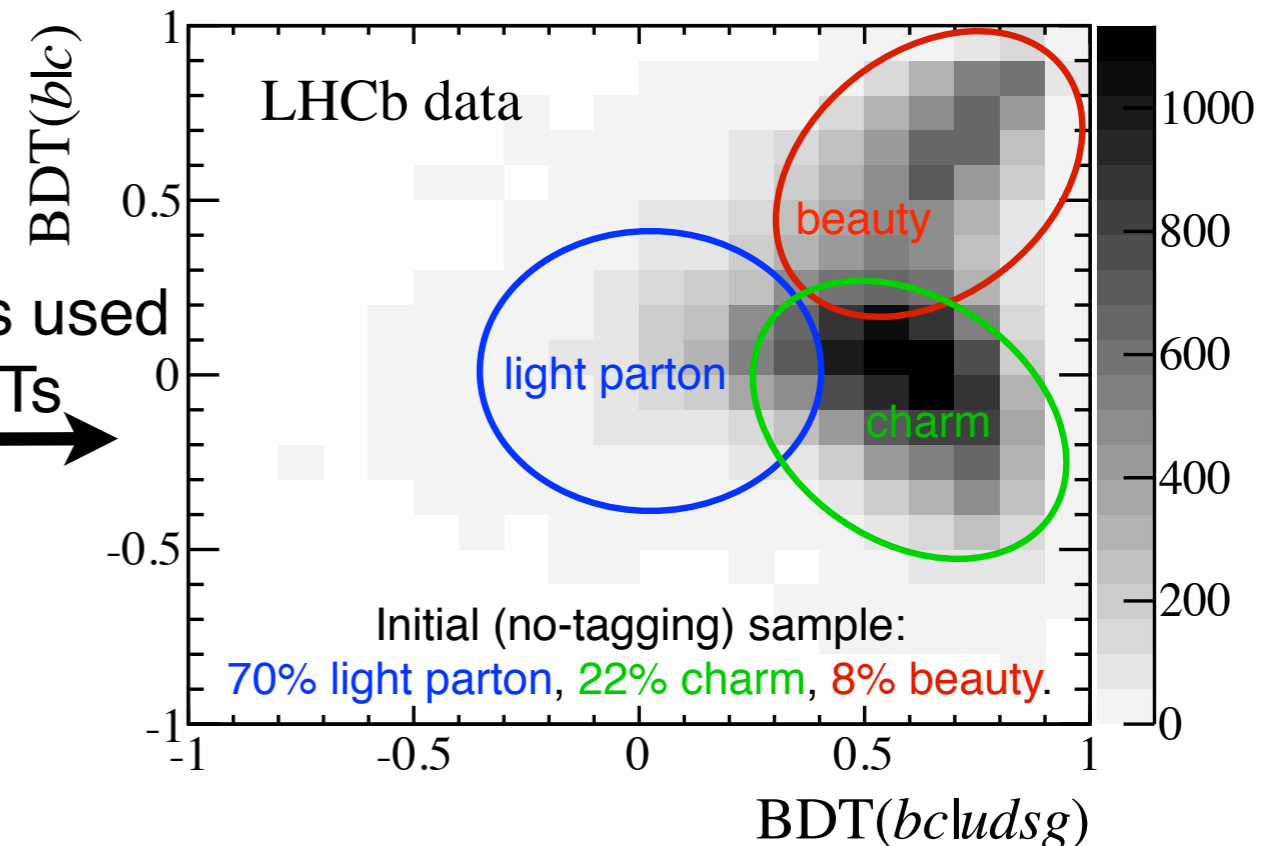 BDT(b|c)
1
0.5
0
-0.5
-1
LHCb data
beauty
light parton
charm
s used
Ts
Initial (no-tagging) sample:
70% light parton, 22% charm, 8% beauty.
-1
-0.5
0
0.5
1
BDT(bc|udsg)
1000
800
600
400
200
0